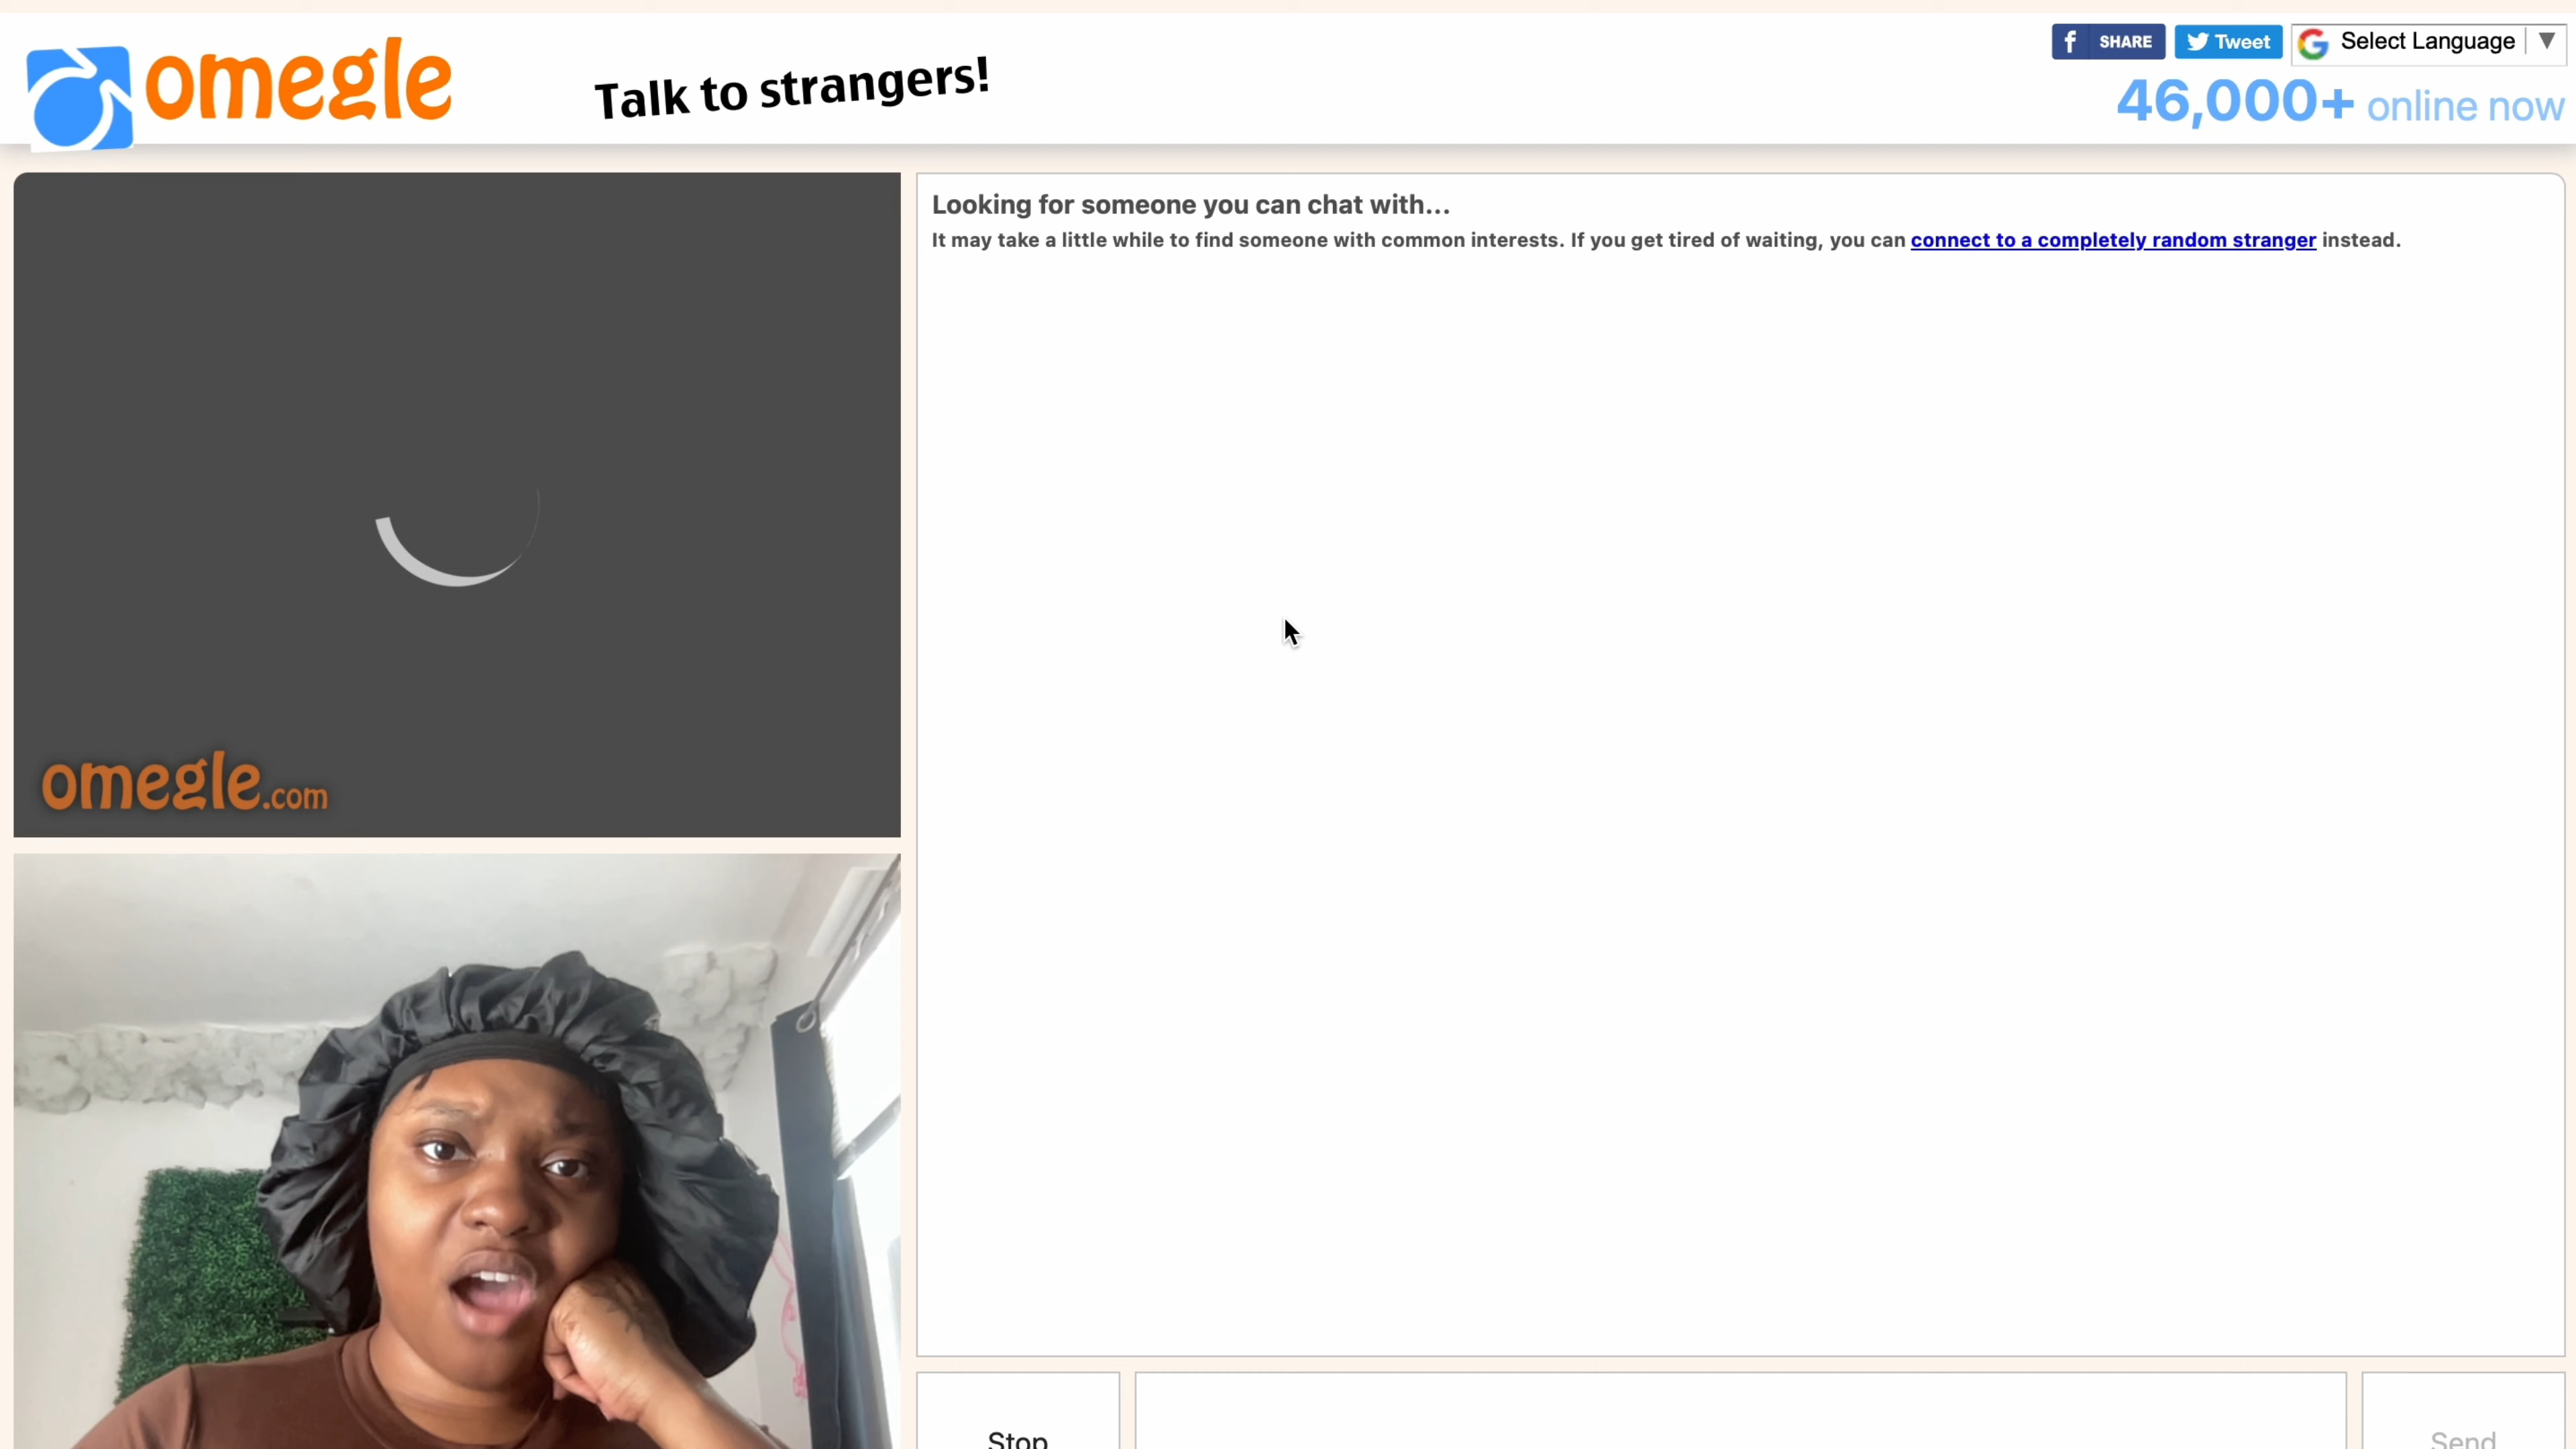 omegle
Talk to strangers!
f SHARE
Tweet
Select Language ▼
46,000+ online now
Looking for someone you can chat with...
It may take a little while to find someone with common interests. If you get tired of waiting, you can connect to a completely random stranger instead.
omegle.com
Stop
Send